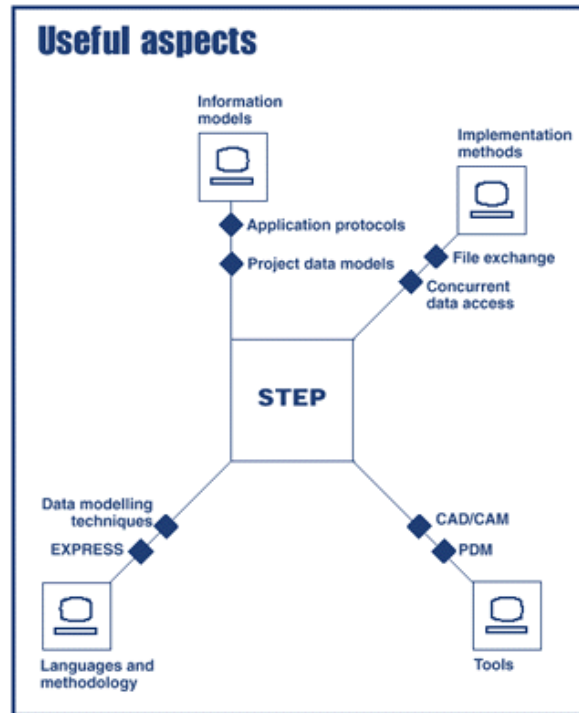 Useful aspects
Information
models
Implementation
methods
Application protocols
Project data models
File exchange
Concurrent
data access
STEP
Data modelling
techniques
EXPRESS
CAD/CAM
PDM
Languages and
methodology
Tools